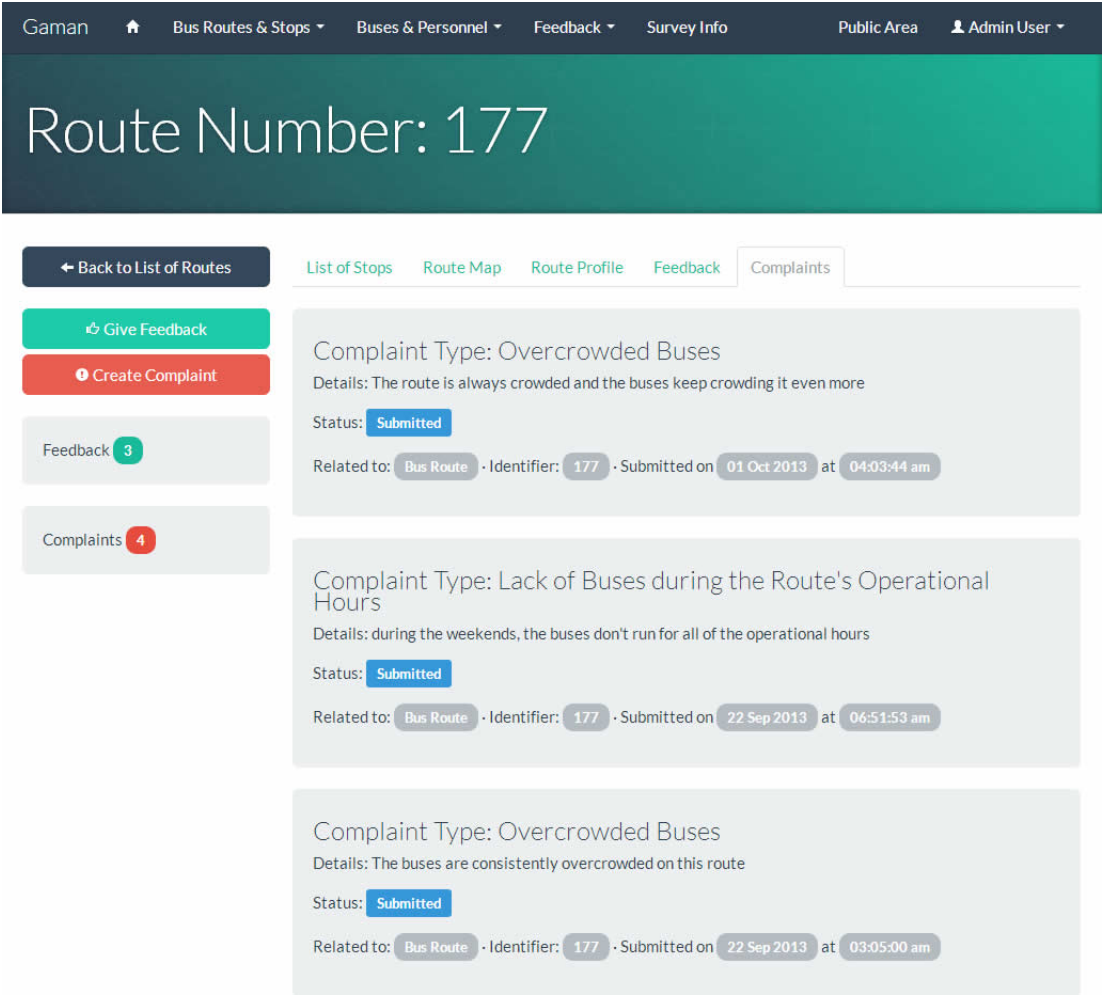 Gaman Bus Routes & Stops Buses & Personnel Feedback Survey Info Public Area Admin User
Route Number: 177
Back to List of Routes
Give Feedback
Create Complaint
Feedback 3
Complaints 4
List of Stops Route Map Route Profile Feedback Complaints
Complaint Type: Overcrowded Buses
Details: The route is always crowded and the buses keep crowding it even more
Status: Submitted
Related to: Bus Route · Identifier: 177 · Submitted on 01 Oct 2013 at 04:03:44 am
Complaint Type: Lack of Buses during the Route's Operational
Hours
Details: during the weekends, the buses don't run for all of the operational hours
Status: Submitted
Related to: Bus Route · Identifier: 177 · Submitted on 22 Sep 2013 at 06:51:53 am
Complaint Type: Overcrowded Buses
Details: The buses are consistently overcrowded on this route
Status: Submitted
Related to: Bus Route · Identifier: 177 · Submitted on 22 Sep 2013 at 03:05:00 am